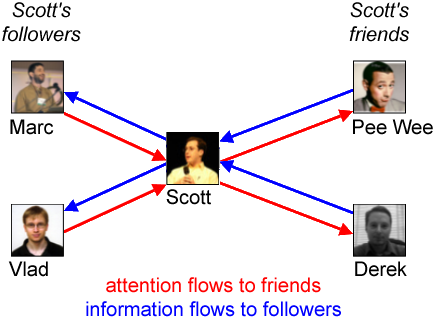 Scott's
followers
Scott's
friends
Marc
Pee Wee
Scott
Vlad
Derek
attention flows to friends
information flows to followers